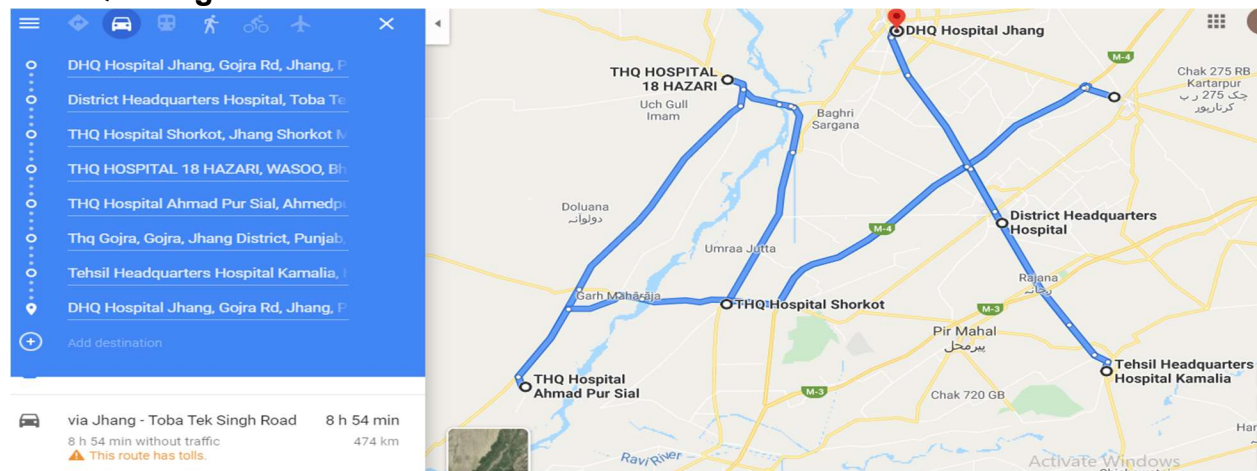 DHQ Hospital Jhang, Gojra Rd, Jhang, P
District Headquarters Hospital, Toba Te
THQ Hospital Shorkot, Jhang Shorkot
THQ HOSPITAL 18 HAZARI, WASOO, Bh
THQ Hospital Ahmad Pur Sial, Ahmedpu
Thq Gojra, Gojra, Jhang District, Punjab,
Tehsil Headquarters Hospital Kamalia,
DHQ Hospital Jhang, Gojra Rd, Jhang, P
Add destination
via Jhang - Toba Tek Singh Road 8 h 54 min
8 h 54 min without traffic 474 km
This route has tolls.
DHQ Hospital Jhang
THQ HOSPITAL
18 HAZARI
Uch Gull
Imam
Baghri
Sargana
M-4
Chak 275 RB
Kartarpur
چک 275 ر ب
کرتارپور
Doluana
دولوانہ
District Headquarters
Hospital
M-4
Umraa Jutta
Rajana
رجانہ
Garh Mahārāja
THQ Hospital Shorkot
M-3
Pir Mahal
پیرمحل
Tehsil Headquarters
Hospital Kamalia
THQ Hospital
Ahmad Pur Sial
M-3
Chak 720 GB
Har
Ravi River
Activate Windows